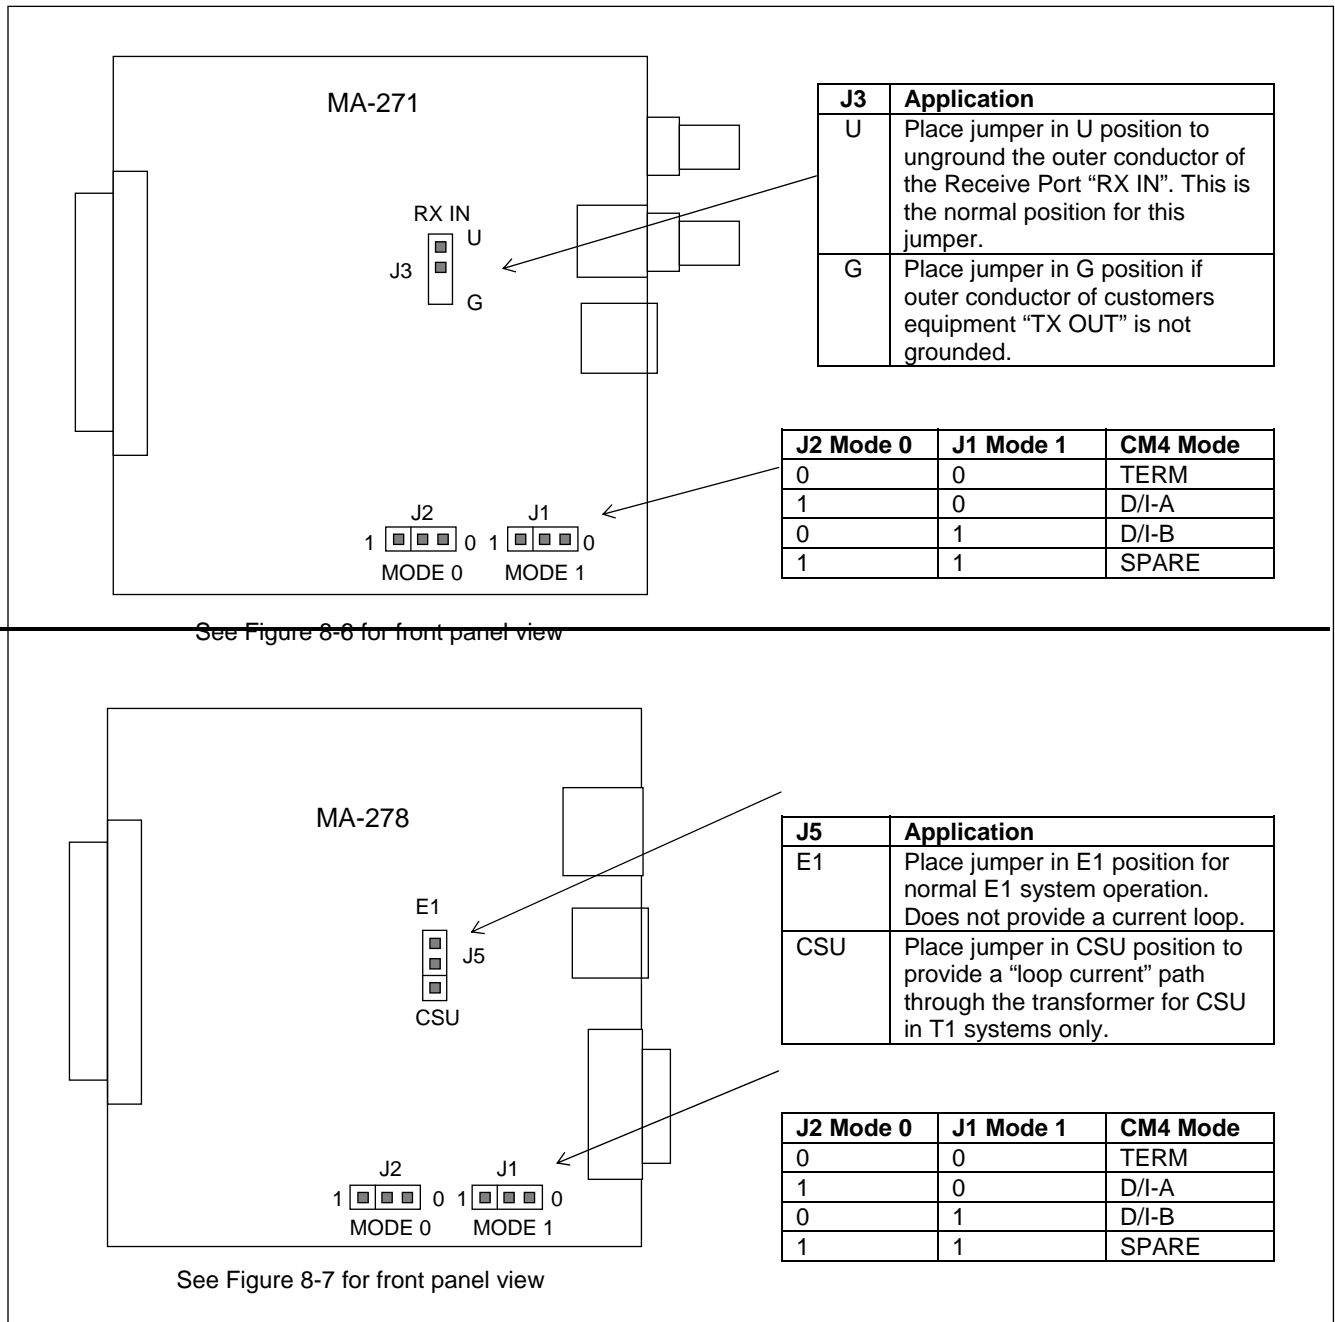 MA-271
RX IN
U
J3
G
J2
J1
1
0
1
0
MODE 0
MODE 1
See Figure 8-6 for front panel view
J3 Application
U Place jumper in U position to
unground the outer conductor of
the Receive Port “RX IN”. This is
the normal position for this
jumper.
G Place jumper in G position if
outer conductor of customers
equipment “TX OUT” is not
grounded.
J2 Mode 0 J1 Mode 1 CM4 Mode
0 0 TERM
1 0 D/I-A
0 1 D/I-B
1 1 SPARE
MA-278
E1
J5
CSU
J2
J1
1
0
1
0
MODE 0
MODE 1
See Figure 8-7 for front panel view
J5 Application
E1 Place jumper in E1 position for
normal E1 system operation.
Does not provide a current loop.
CSU Place jumper in CSU position to
provide a “loop current” path
through the transformer for CSU
in T1 systems only.
J2 Mode 0 J1 Mode 1 CM4 Mode
0 0 TERM
1 0 D/I-A
0 1 D/I-B
1 1 SPARE